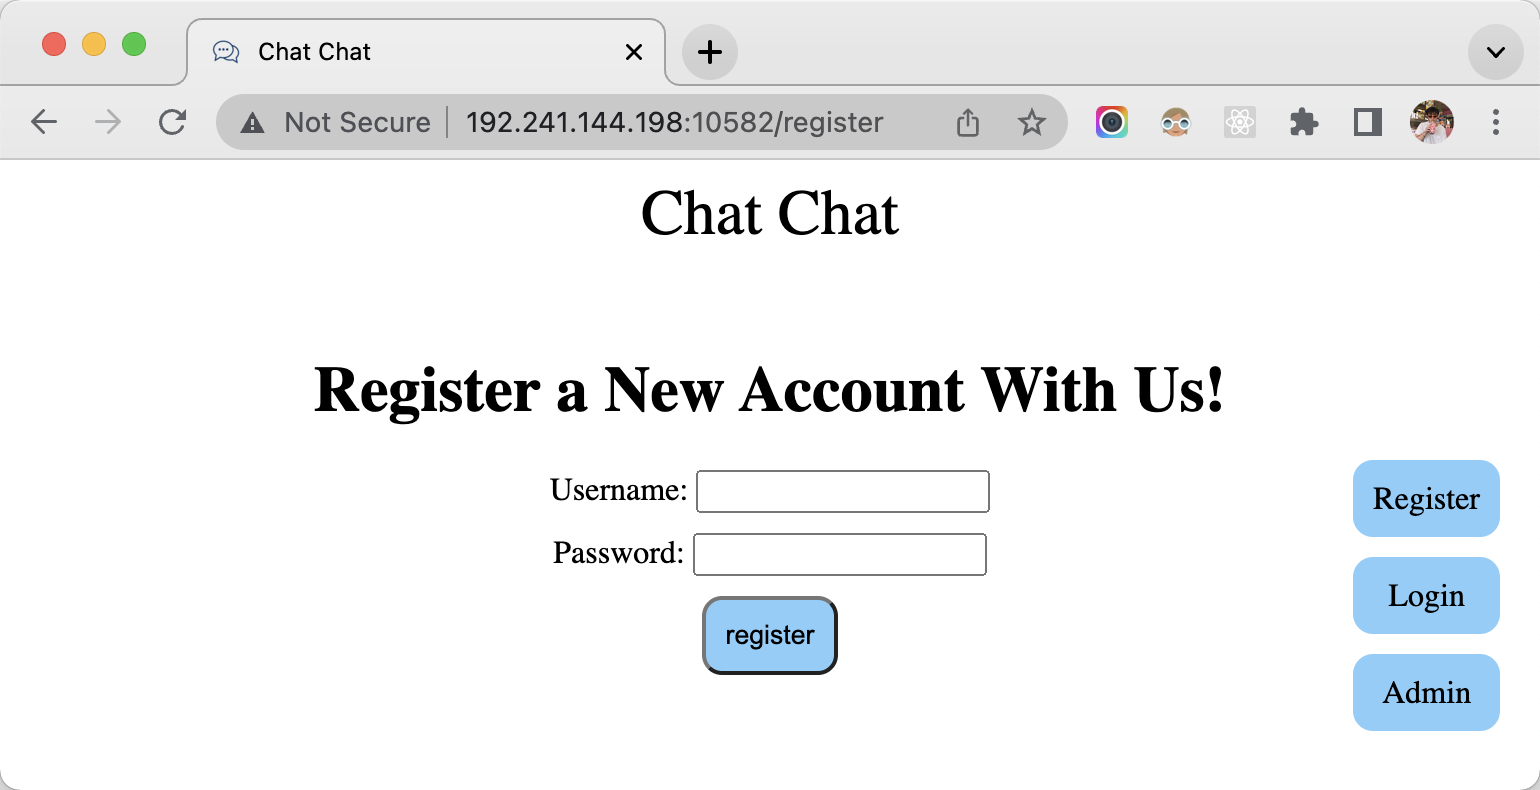 Chat Chat
Not Secure 192.241.144.198:10582/register
Chat Chat
Register a New Account With Us!
Username:
Password:
register
Register
Login
Admin